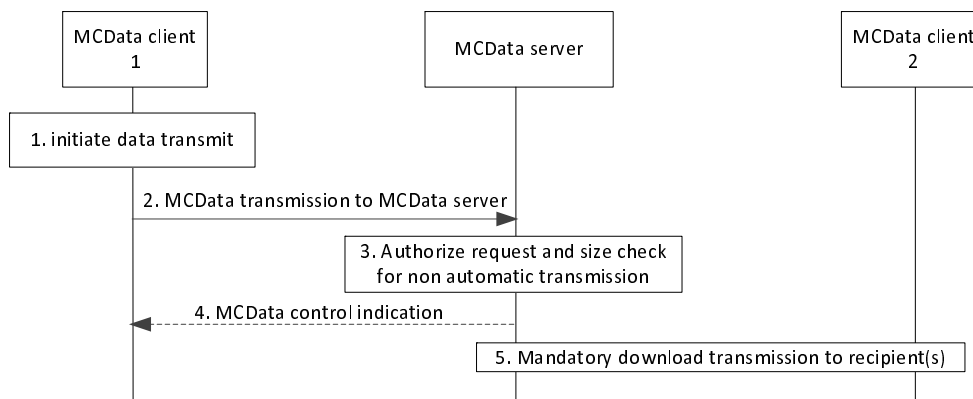 MCData client
1
MCData server
MCData client
2
1. initiate data transmit
2. MCData transmission to MCData server
3. Authorize request and size check
for non automatic transmission
4. MCData control indication
5. Mandatory download transmission to recipient(s)